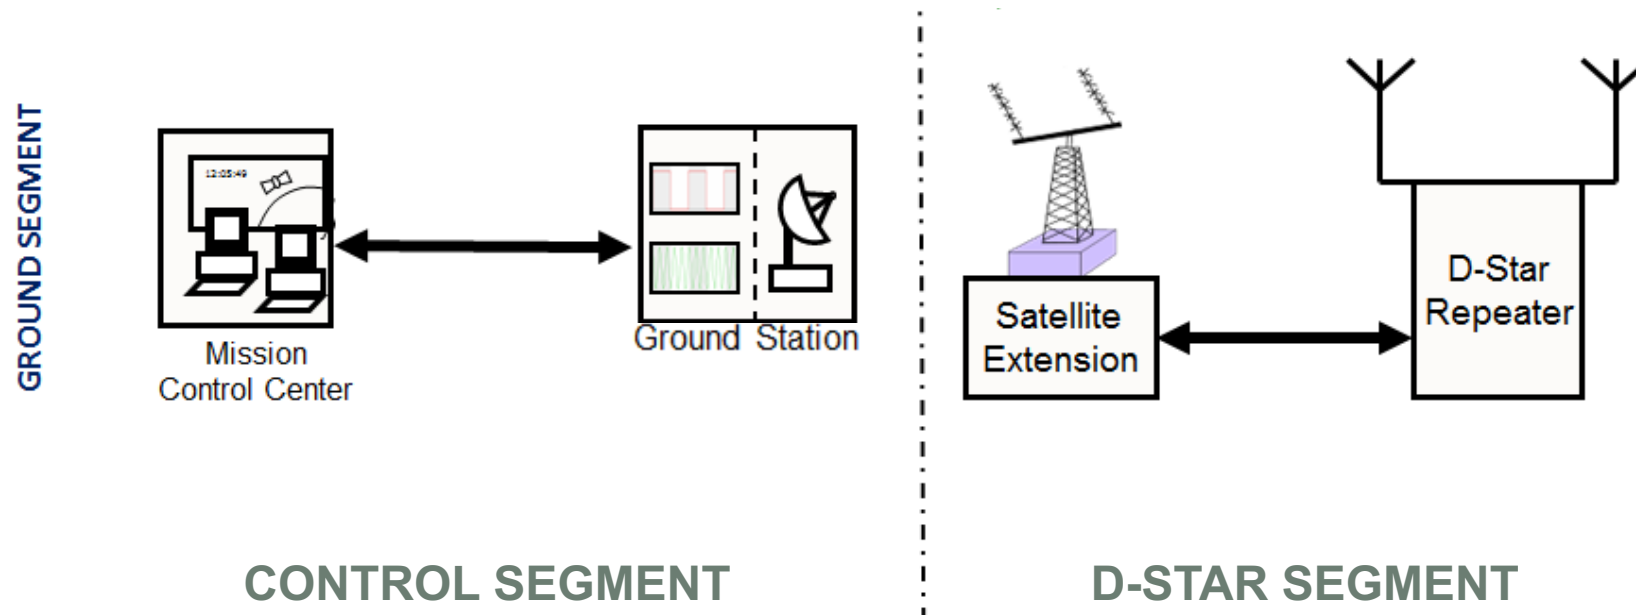 GROUND SEGMENT
12:05:49
Mission
Control Center
Ground Station
Satellite
Extension
D-Star
Repeater
CONTROL SEGMENT
D-STAR SEGMENT